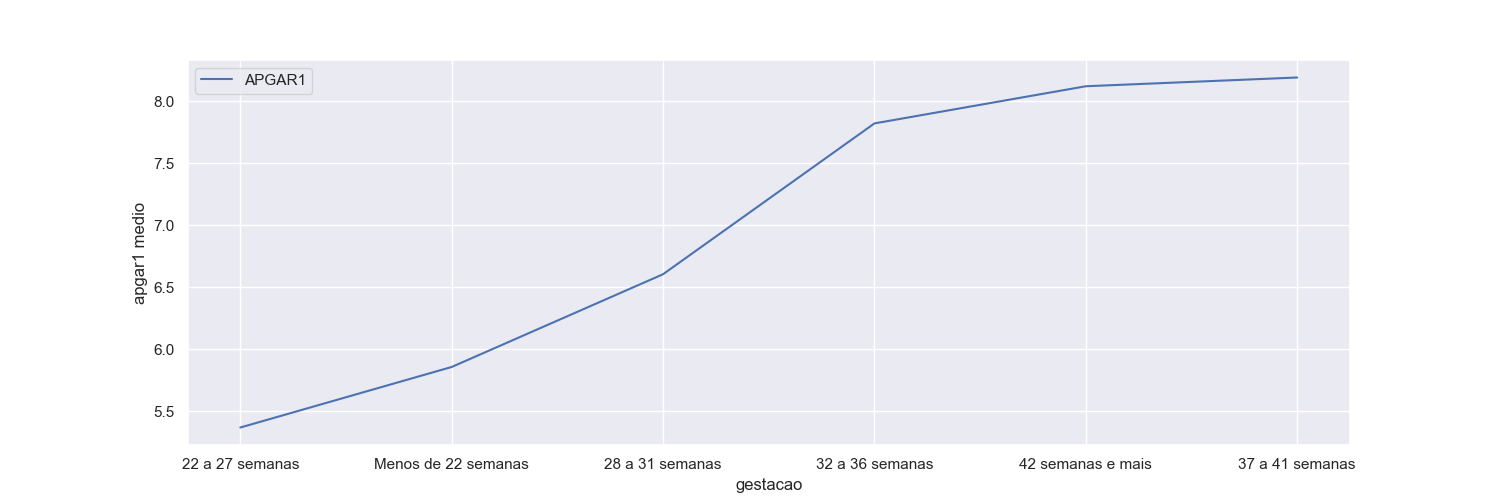 APGAR1
8.0
7.5
7.0
6.5
6.0
5.5
apgar1 medio
22 a 27 semanas
Menos de 22 semanas
28 a 31 semanas
32 a 36 semanas
42 semanas e mais
37 a 41 semanas
gestacao